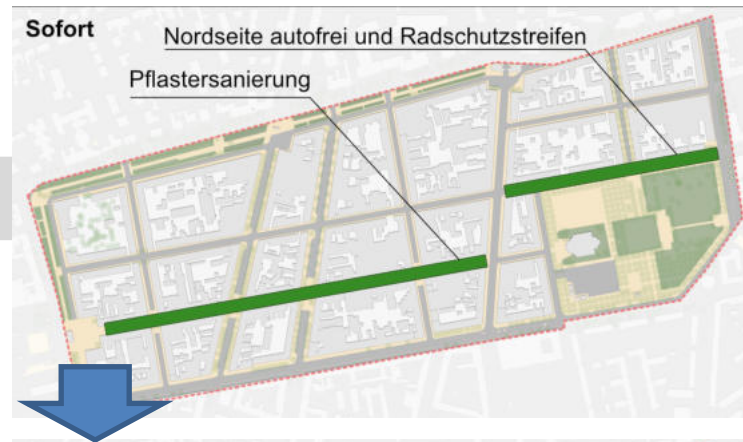 Sofort
Nordseite autofrei und Radschutzstreifen
Pflastersanierung